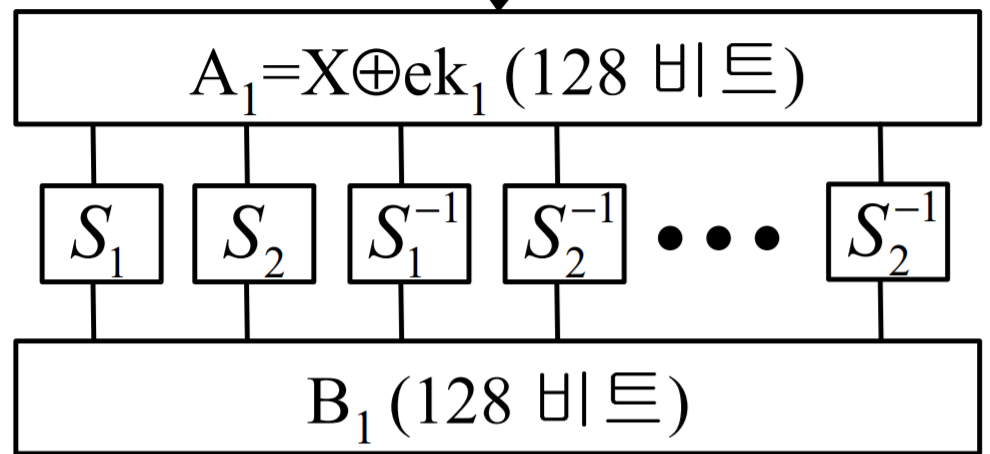 A₁=X⊕ek₁ (128 비트)
S₁ S₂ S₁⁻¹ S₂⁻¹ ••• S₂⁻¹
B₁ (128 비트)